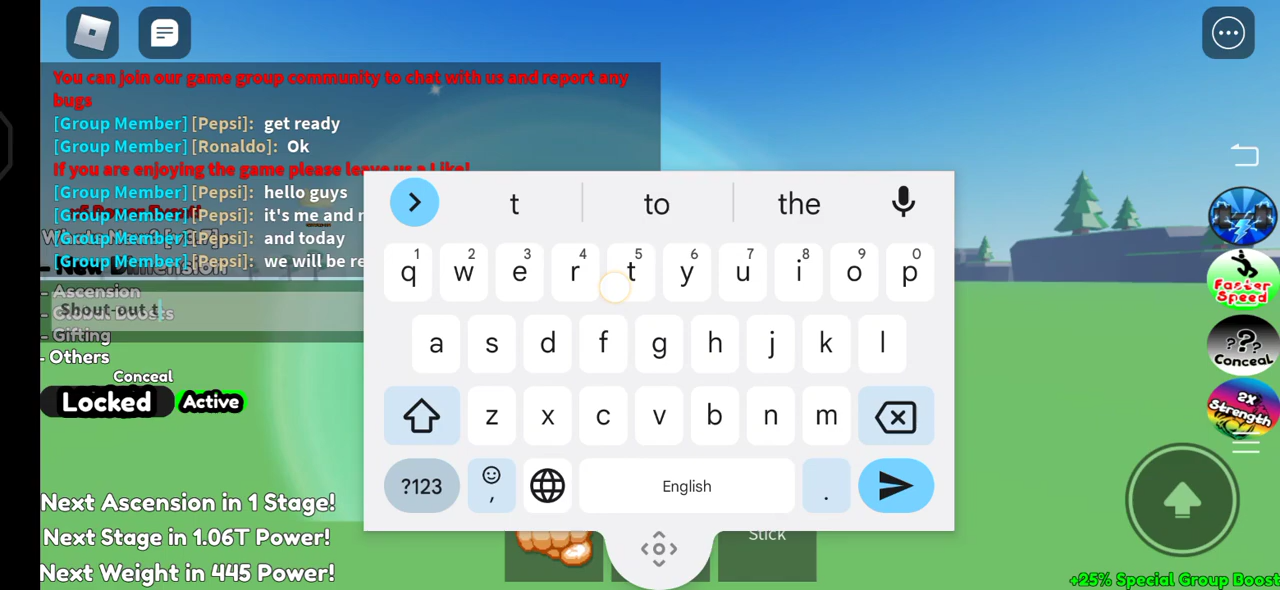 You can join our game group community to chat with us and report any
bugs
[Group Member] [Pepsi]: get ready
[Group Member] [Ronaldo]: Ok
If you are enjoying the game please leave us a Like!
[Group Member] [Pepsi]: hello guys
[Group Member] [Pepsi]: it's me and
[Group Member] [Pepsi]: and today
[Group Member] [Pepsi]: we will be re
- New Dimension
- Ascension
Shout-out t
- Global Boosts
- Gifting
- Others
Conceal
Locked Active
Next Ascension in 1 Stage!
Next Stage in 1.06T Power!
Next Weight in 445 Power!
t to the
1 2 3 4 5 6 7 8 9 0
q w e r t y u i o p
a s d f g h j k l
z x c v b n m
?123 , English .
Stick
Faster
Speed
???
Conceal
2X
Strength
+25% Special Group Boost